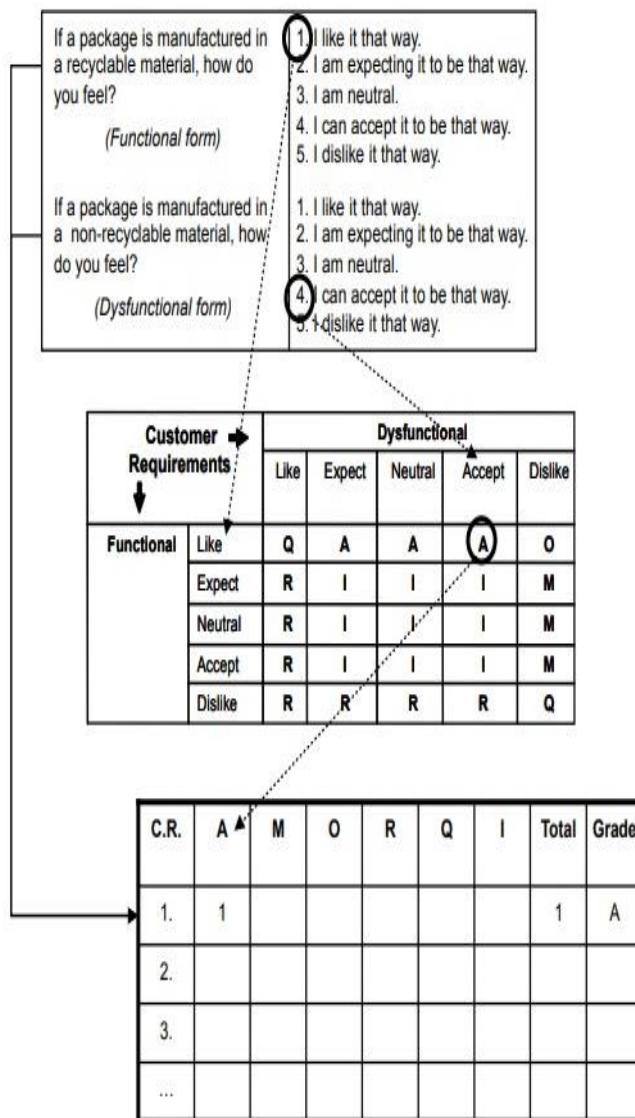 If a package is manufactured in
a recyclable material, how do
you feel?
(Functional form)
1. I like it that way.
2. I am expecting it to be that way.
3. I am neutral.
4. I can accept it to be that way.
5. I dislike it that way.
If a package is manufactured in
a non-recyclable material, how
do you feel?
(Dysfunctional form)
1. I like it that way.
2. I am expecting it to be that way.
3. I am neutral.
4. I can accept it to be that way.
5. I dislike it that way.
Customer
Requirements
Dysfunctional
Like Expect Neutral Accept Dislike
Functional Like Q A A A O
Expect R I I I M
Neutral R I I I M
Accept R I I I M
Dislike R R R R Q
C.R. A M O R Q I Total Grade
1. 1 1 A
2.
3.
...